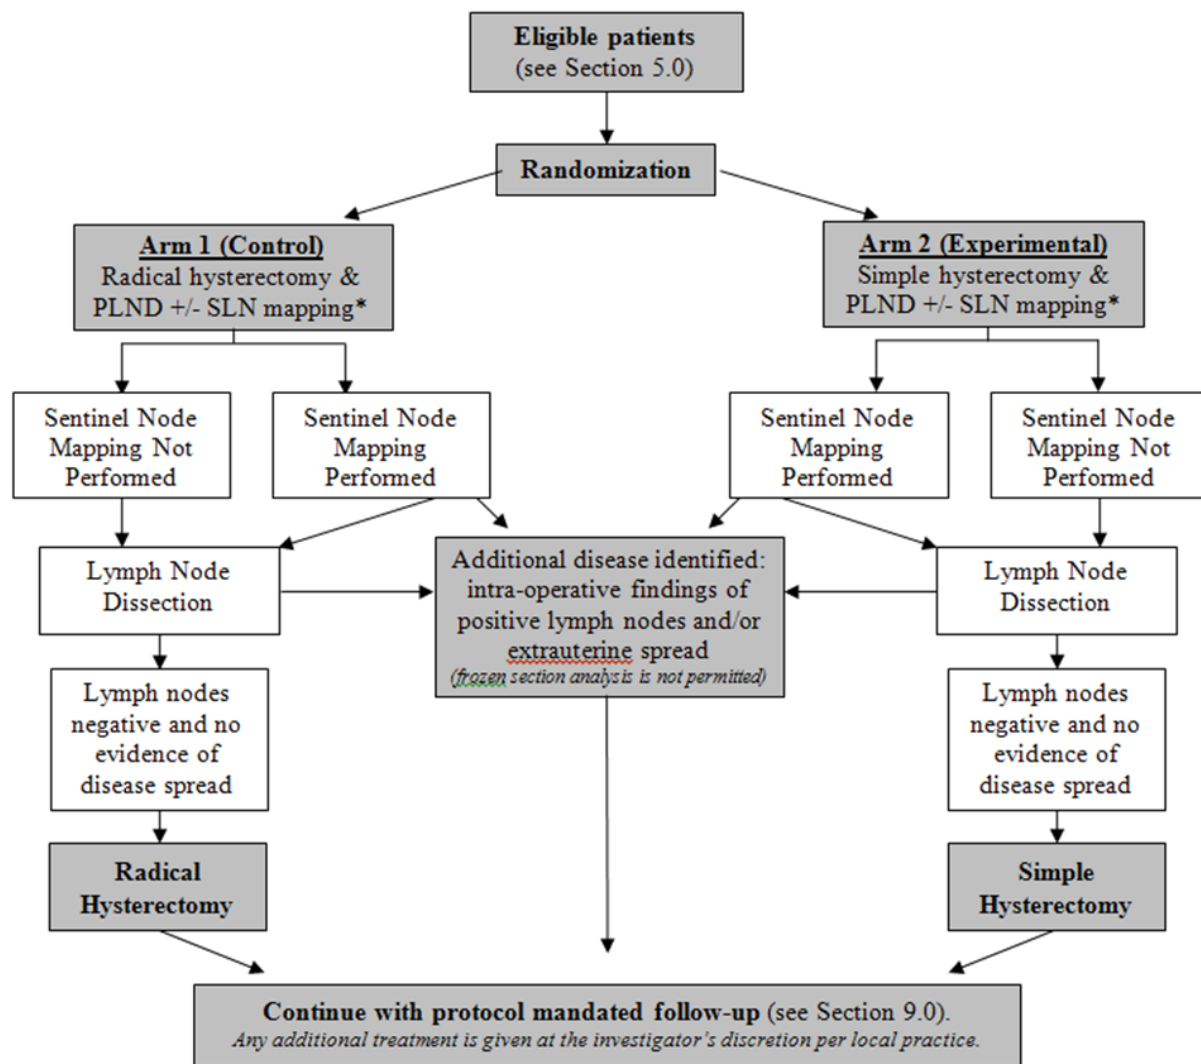 Eligible patients
(see Section 5.0)
Randomization
Arm 1 (Control)
Radical hysterectomy &
PLND +/- SLN mapping*
Arm 2 (Experimental)
Simple hysterectomy &
PLND +/- SLN mapping*
Sentinel Node
Mapping Not
Performed
Sentinel Node
Mapping
Performed
Sentinel Node
Mapping
Performed
Sentinel Node
Mapping Not
Performed
Lymph Node
Dissection
Additional disease identified:
intra-operative findings of
positive lymph nodes and/or
extrauterine spread
(frozen section analysis is not permitted)
Lymph Node
Dissection
Lymph nodes
negative and no
evidence of
disease spread
Lymph nodes
negative and no
evidence of
disease spread
Radical
Hysterectomy
Simple
Hysterectomy
Continue with protocol mandated follow-up (see Section 9.0).
Any additional treatment is given at the investigator's discretion per local practice.